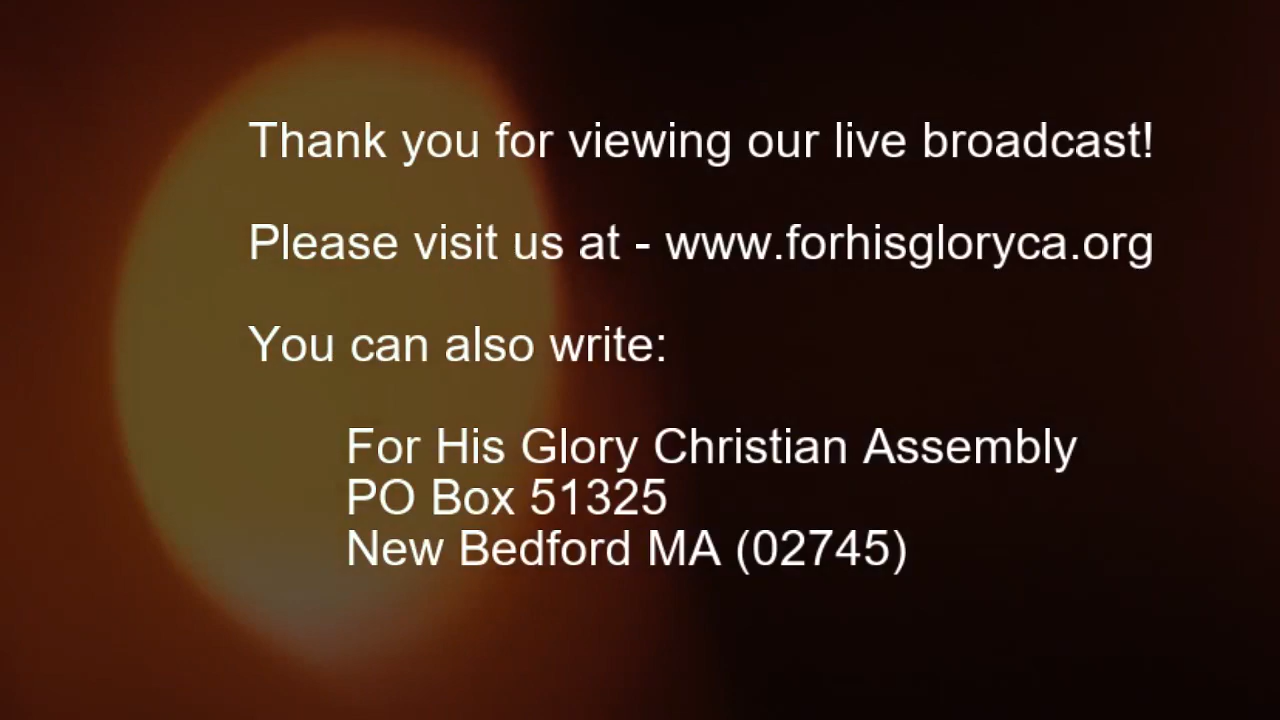 Thank you for viewing our live broadcast!
Please visit us at - www.forhisgloryca.org
You can also write:
For His Glory Christian Assembly
PO Box 51325
New Bedford MA (02745)